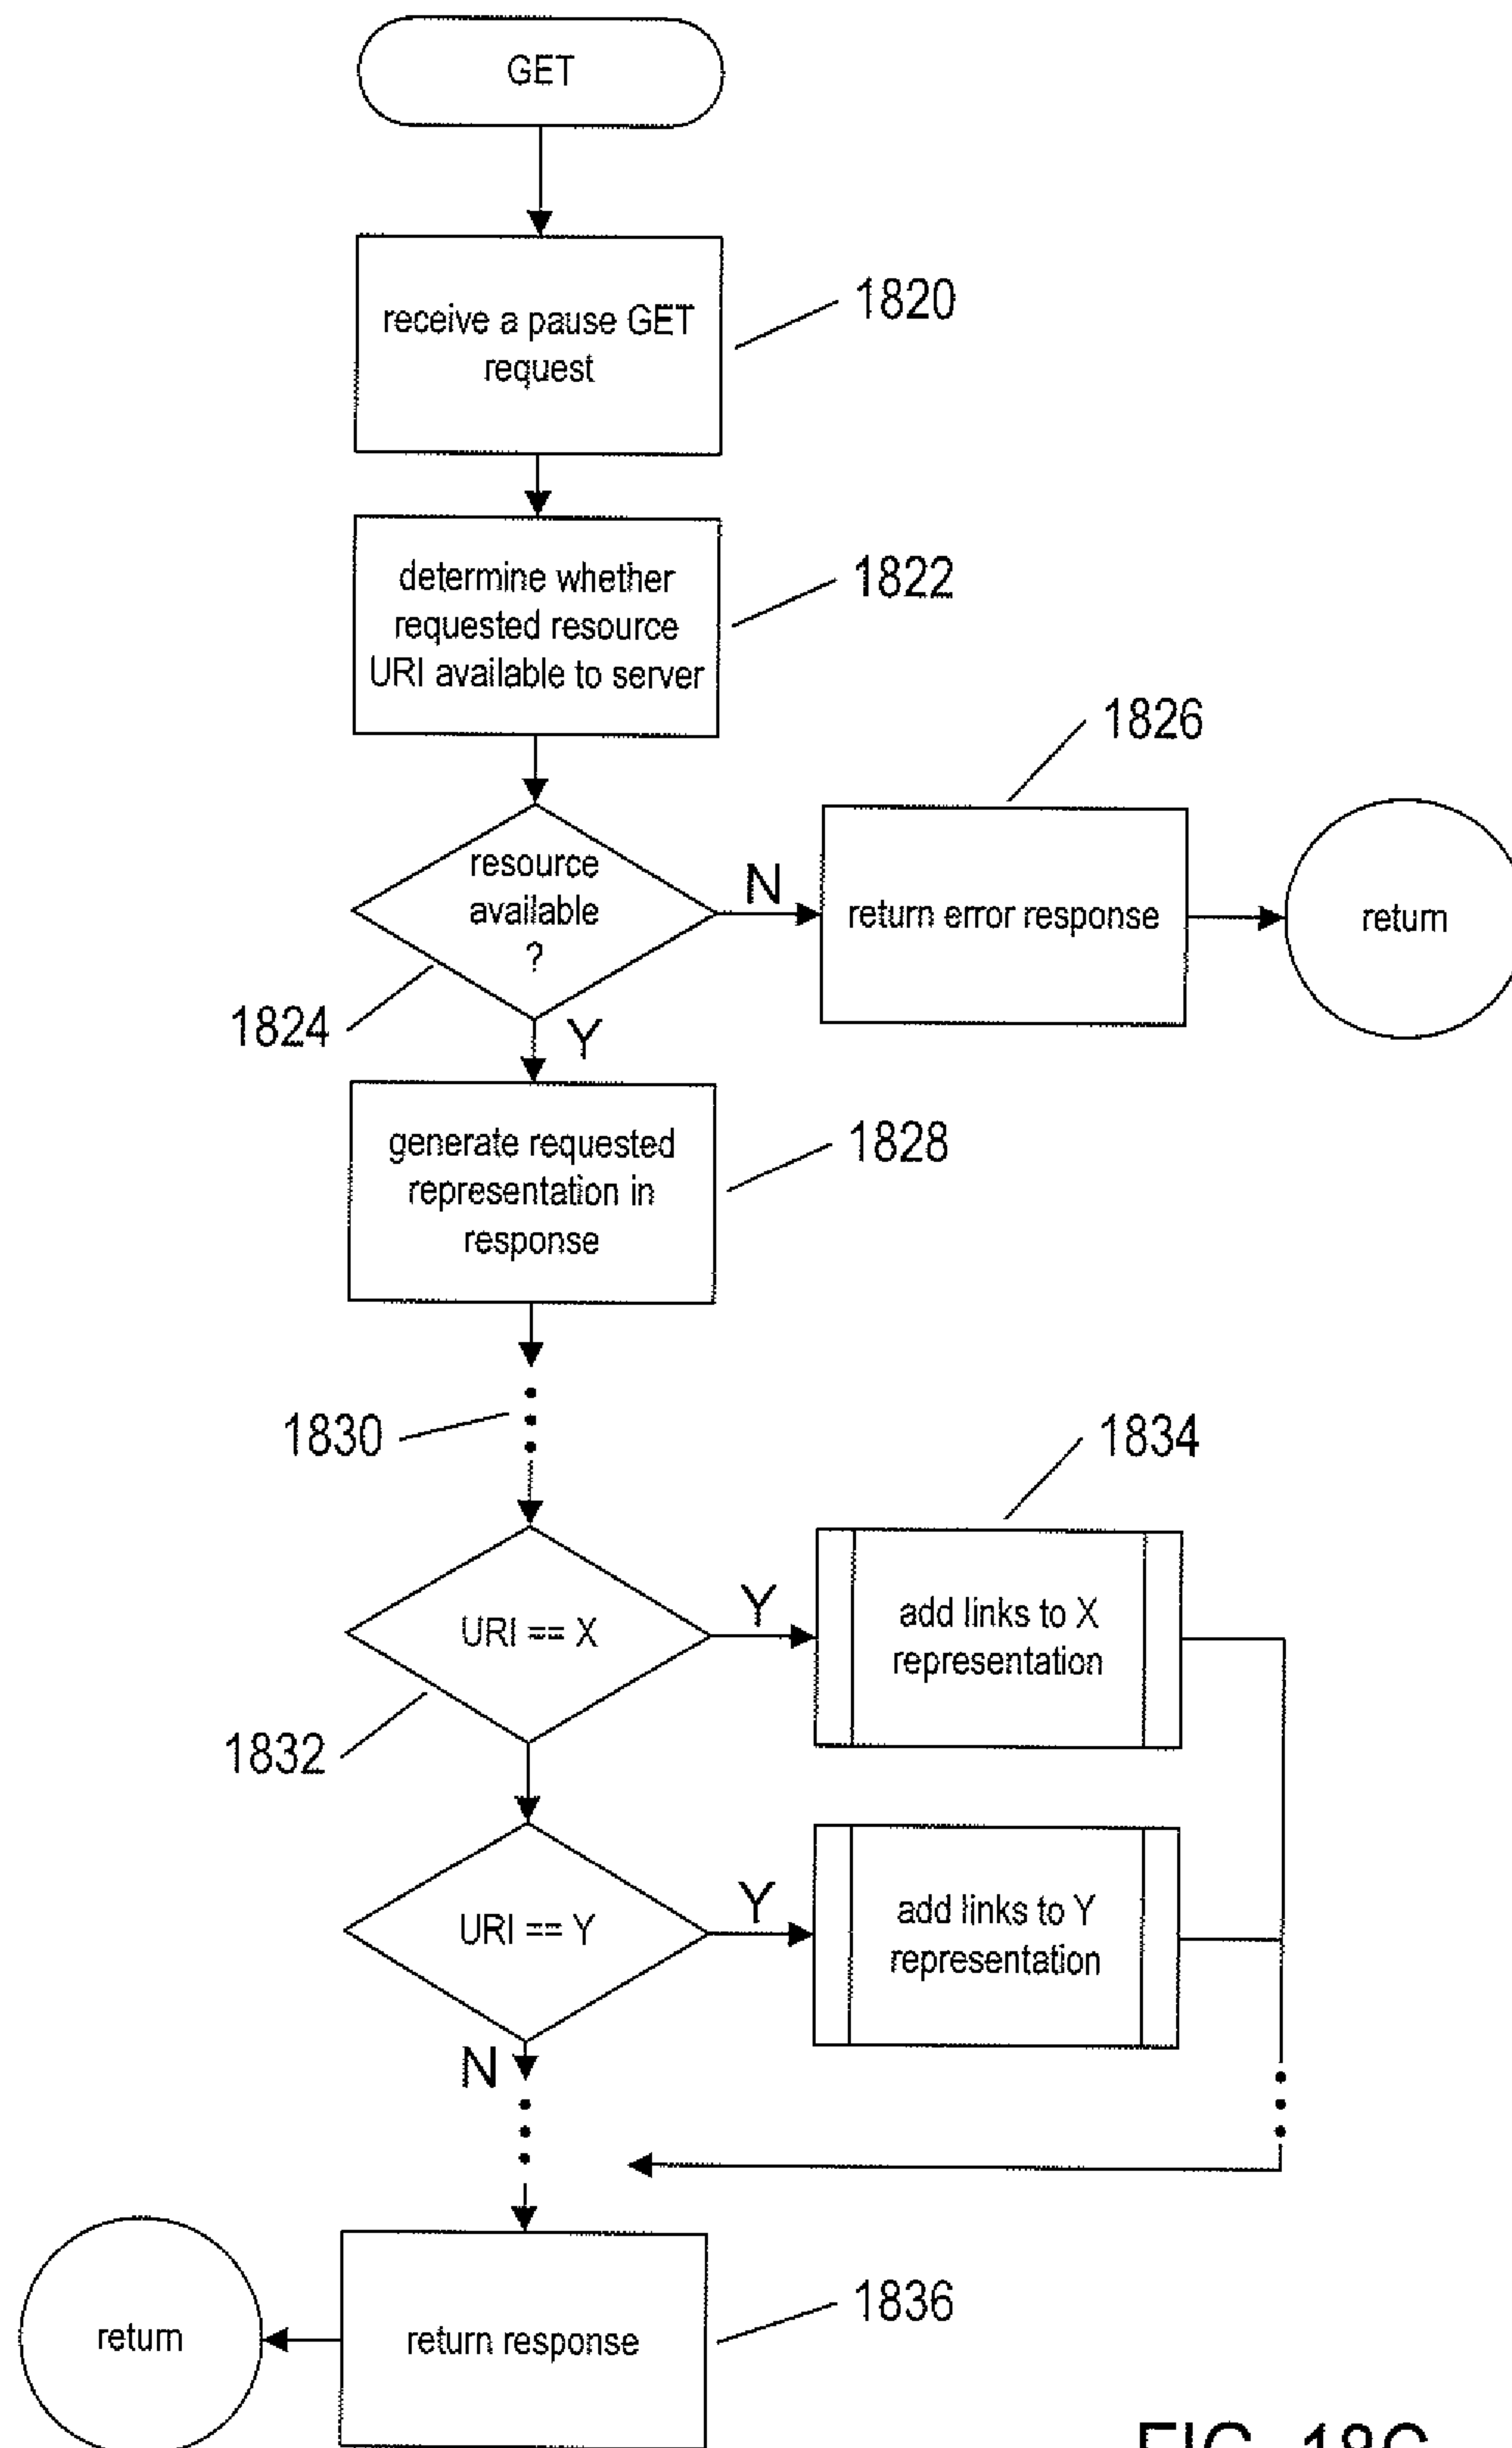 GET
receive a pause GET
request
1820
determine whether
requested resource
URI available to server
1822
1826
resource
available
?
N
return error response
return
1824
Y
generate requested
representation in
response
1828
1830
1834
URI == X
Y
add links to X
representation
1832
URI == Y
Y
add links to Y
representation
N
return
return response
1836
FIG. 18C